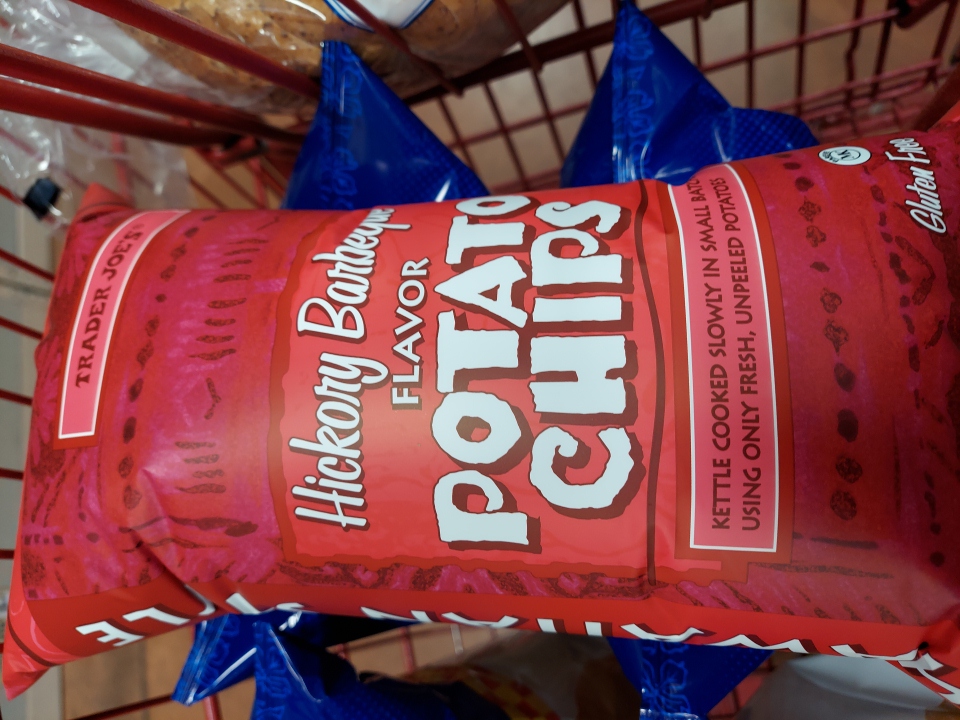 TRADER JOE'S
Hickory Barbeque
FLAVOR
POTATO
CHIPS
KETTLE COOKED SLOWLY IN SMALL BATC
USING ONLY FRESH, UNPEELED POTATOES
Gluten Free